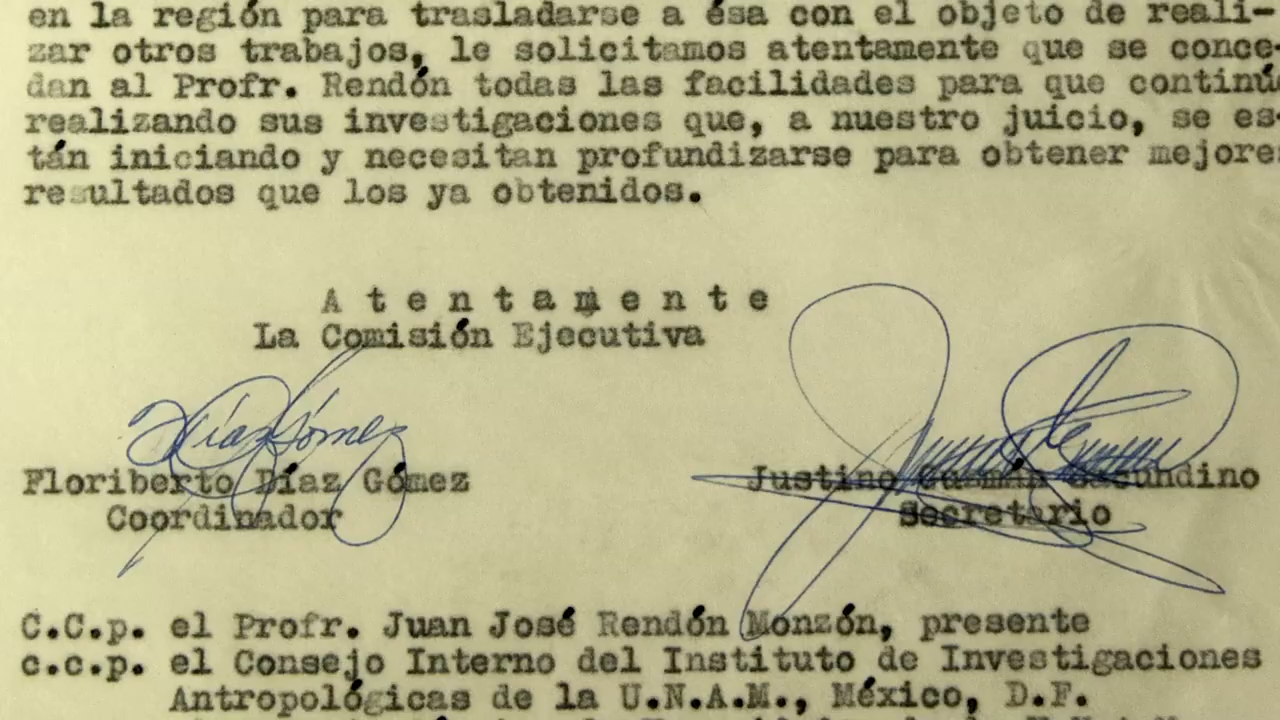 en la región para trasladarse a ésa con el objeto de reali-
zar otros trabajos, le solicitamos atentamente que se conce-
dan al Profr. Rendón todas las facilidades para que continúe
realizando sus investigaciones que, a nuestro juicio, se es-
tán iniciando y necesitan profundizarse para obtener mejores
resultados que los ya obtenidos.
A t e n t a m e n t e
La Comisión Ejecutiva
Díaz Gómez
Floriberto Díaz Gómez
Justino Guzmán Secundino
Coordinador
Secretario
C.C.p. el Profr. Juan José Rendón Monzón, presente
c.c.p. el Consejo Interno del Instituto de Investigaciones
Antropológicas de la U.N.A.M., México, D.F.